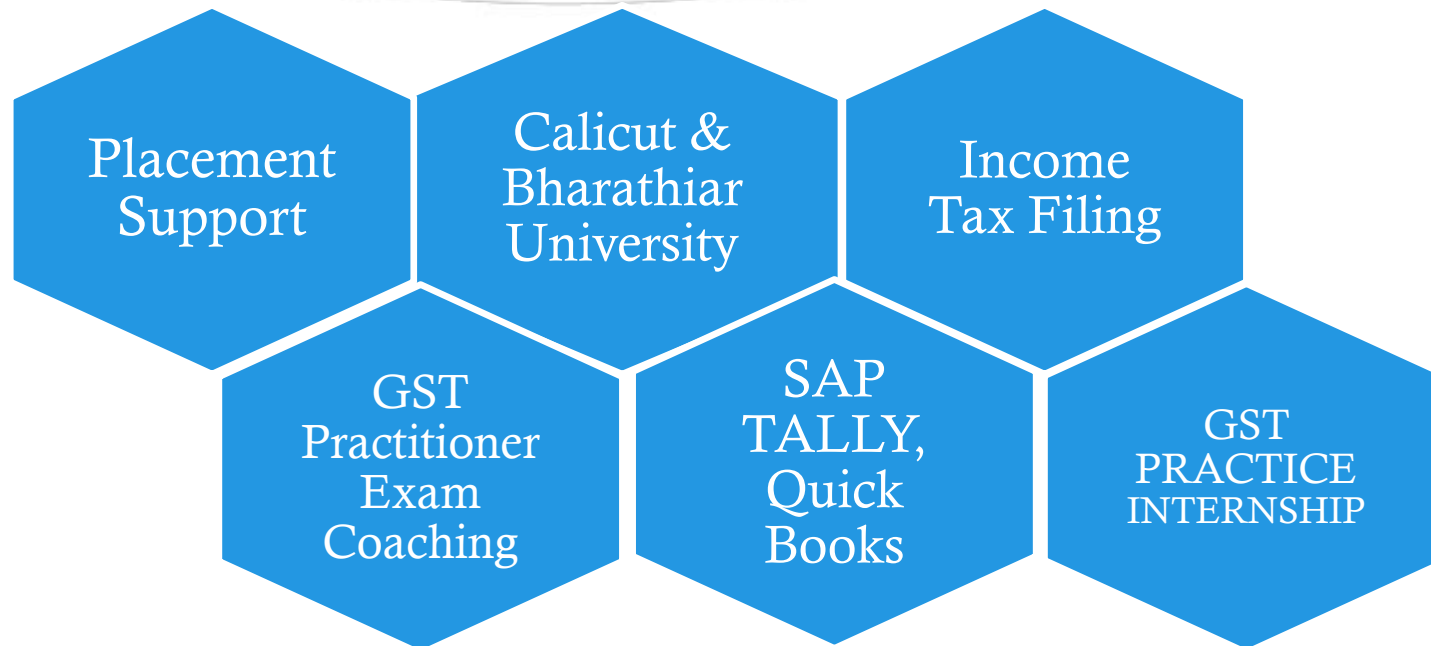 Placement
Support
Calicut &
Bharathiar
University
Income
Tax Filing
GST
Practitioner
Exam
Coaching
SAP
TALLY,
Quick
Books
GST
PRACTICE
INTERNSHIP